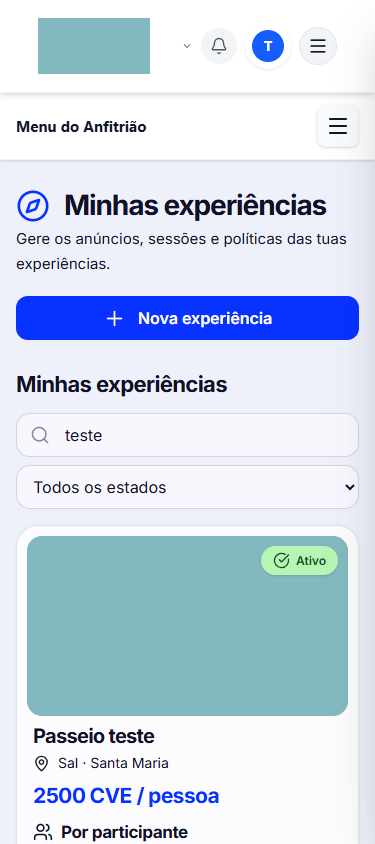 T
Menu do Anfitrião
Minhas experiências
Gere os anúncios, sessões e políticas das tuas
experiências.
Nova experiência
Minhas experiências
teste
Todos os estados
Ativo
Passeio teste
Sal · Santa Maria
2500 CVE / pessoa
Por participante